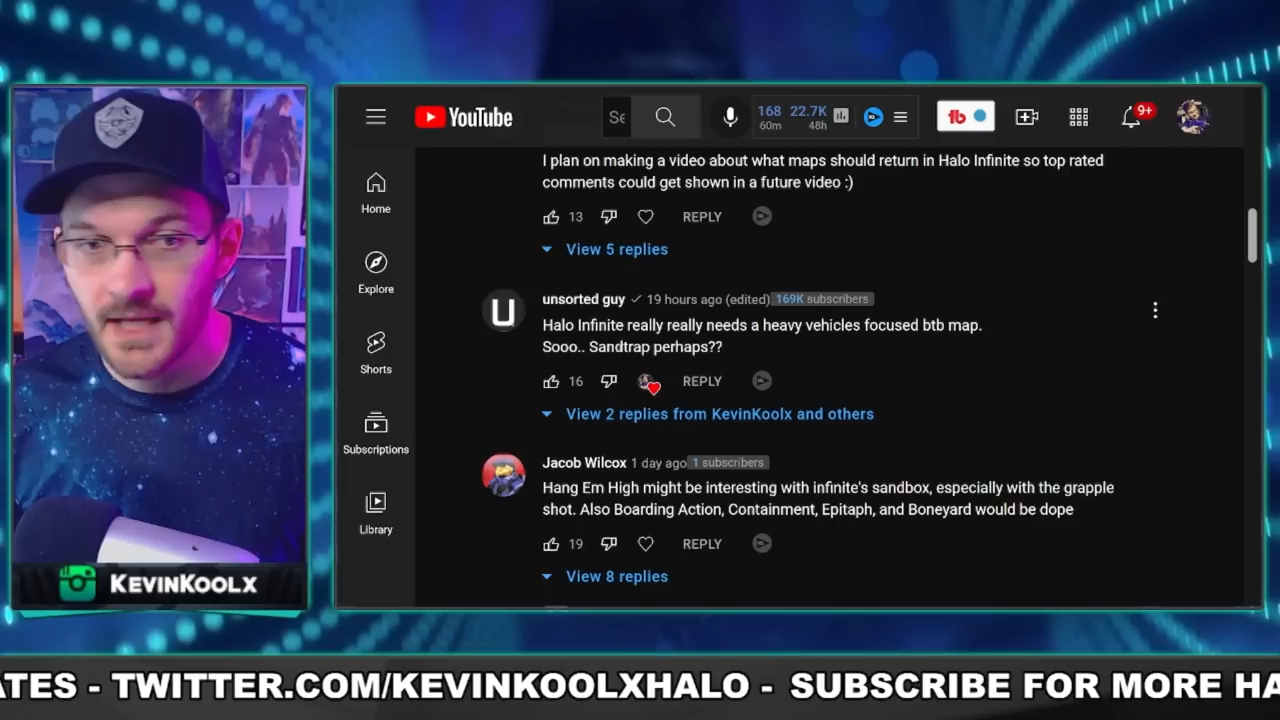 YouTube
Se
168 22.7K
60m 48h
tb
9+
I plan on making a video about what maps should return in Halo Infinite so top rated
comments could get shown in a future video :)
13 REPLY
View 5 replies
Home
Explore
Shorts
Subscriptions
Library
U
unsorted guy 19 hours ago (edited) 169K subscribers
Halo Infinite really really needs a heavy vehicles focused btb map.
Sooo.. Sandtrap perhaps??
16 REPLY
View 2 replies from KevinKoolx and others
Jacob Wilcox 1 day ago 1 subscribers
Hang Em High might be interesting with infinite's sandbox, especially with the grapple
shot. Also Boarding Action, Containment, Epitaph, and Boneyard would be dope
19 REPLY
View 8 replies
KEVINKOOLX
ATES - TWITTER.COM/KEVINKOOLXHALO - SUBSCRIBE FOR MORE HA